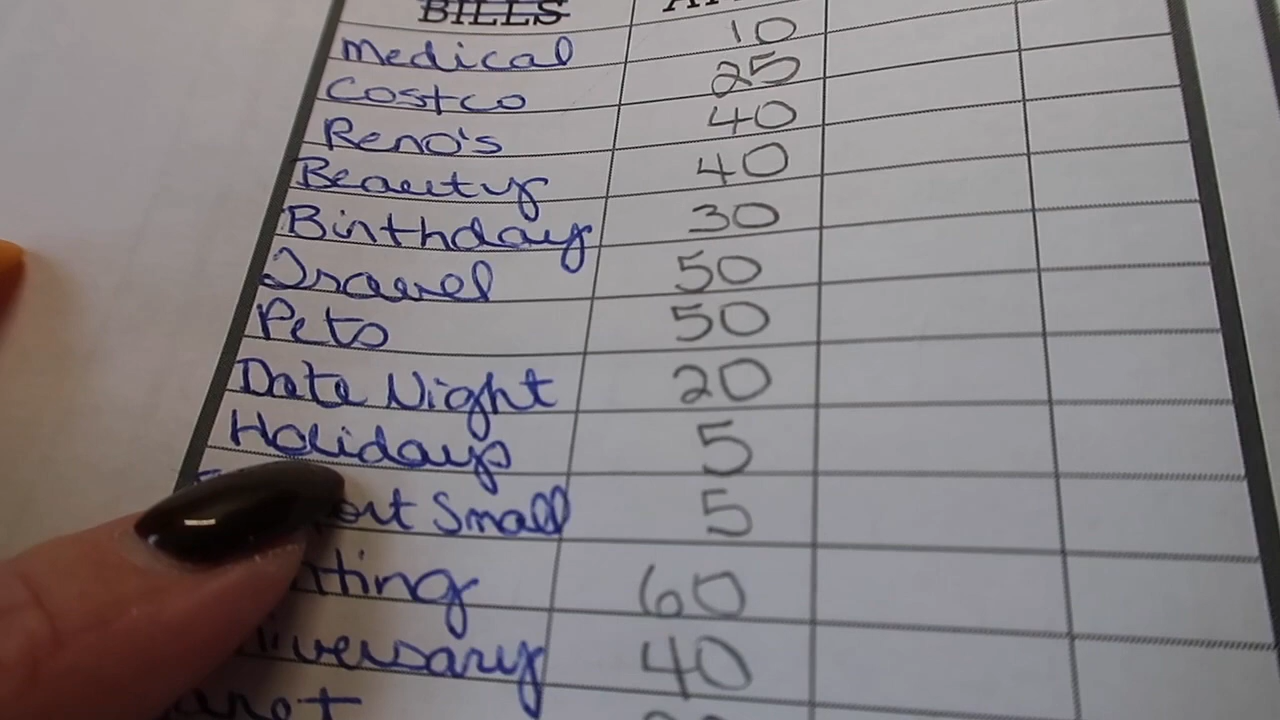 BILLS
Medical 10
Costco 25
Reno's 40
Beauty 40
Birthday 30
Travel 50
Pets 50
Date Night 20
Holidays 5
Small 5
60
40